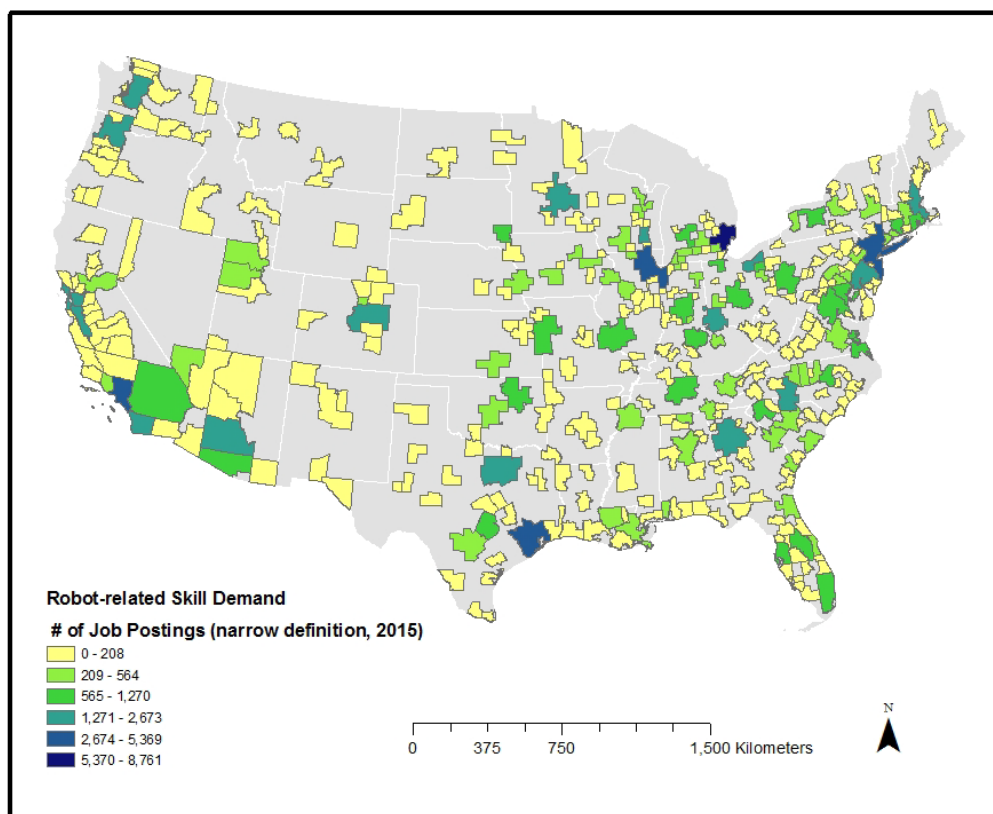 Robot-related Skill Demand
# of Job Postings (narrow definition, 2015)
0 - 208
209 - 564
565 - 1,270
1,271 - 2,673
2,674 - 5,369
5,370 - 8,761
0 375 750 1,500 Kilometers
N